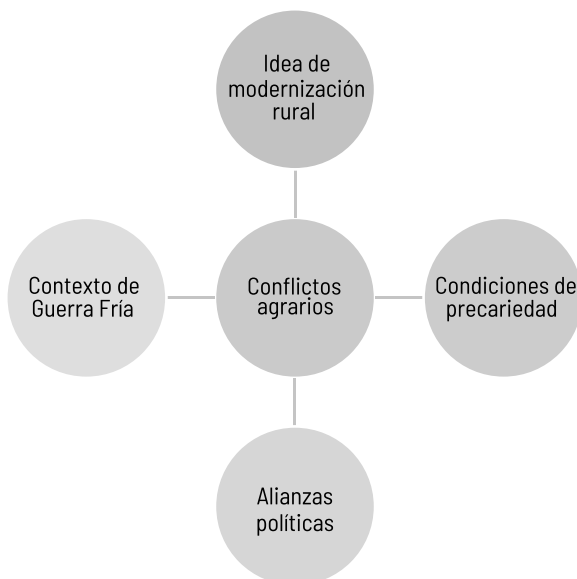 Idea de
modernización
rural
Contexto de
Guerra Fría
Conflictos
agrarios
Condiciones de
precariedad
Alianzas
políticas